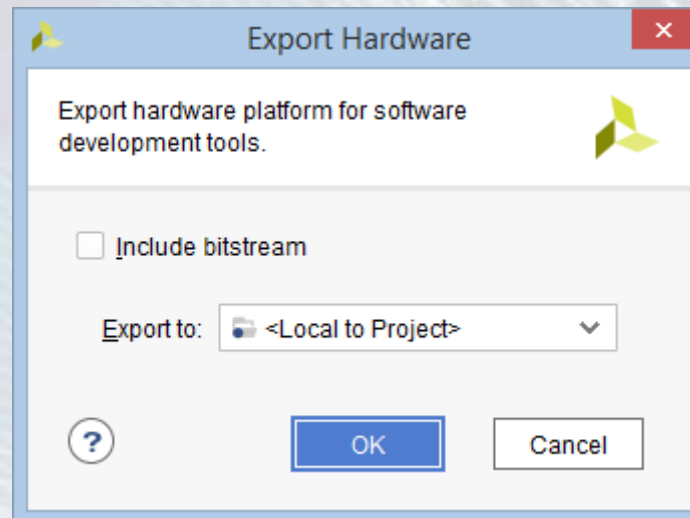 Export Hardware
Export hardware platform for software
development tools.
Include bitstream
Export to: <Local to Project>
?
OK Cancel